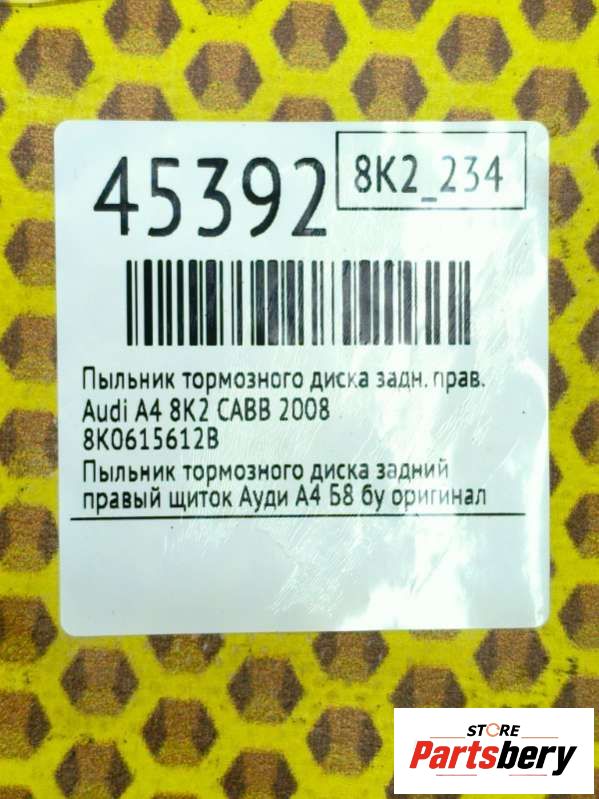 45392
8K2_234
Пыльник тормозного диска задн. прав.
Audi A4 8K2 CABB 2008
8K0615612B
Пыльник тормозного диска задний
правый щиток Ауди А4 Б8 бу оригинал
STORE
Partsbery